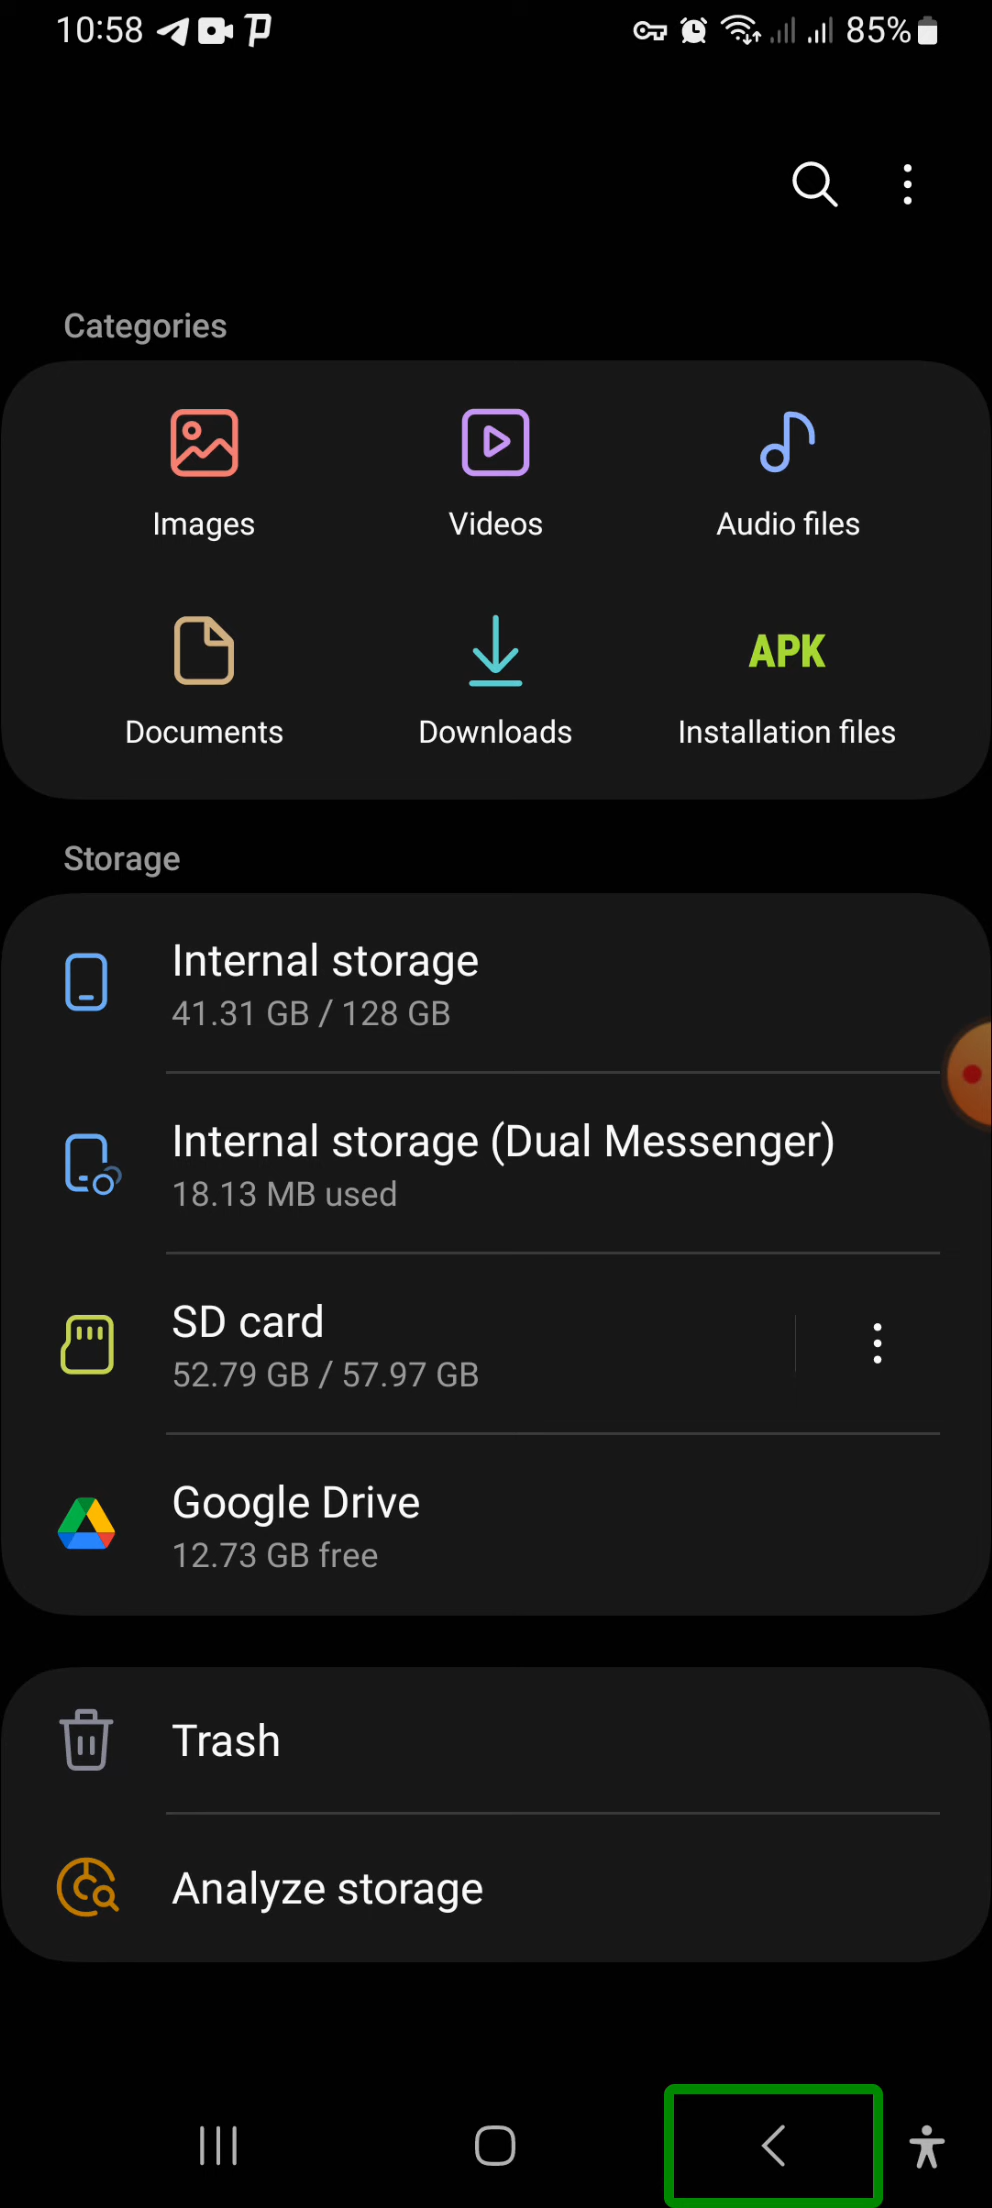 10:58
85%
Categories
Images
Videos
Audio files
APK
Documents
Downloads
Installation files
Storage
Internal storage
41.31 GB / 128 GB
Internal storage (Dual Messenger)
18.13 MB used
SD card
52.79 GB / 57.97 GB
Google Drive
12.73 GB free
Trash
Analyze storage